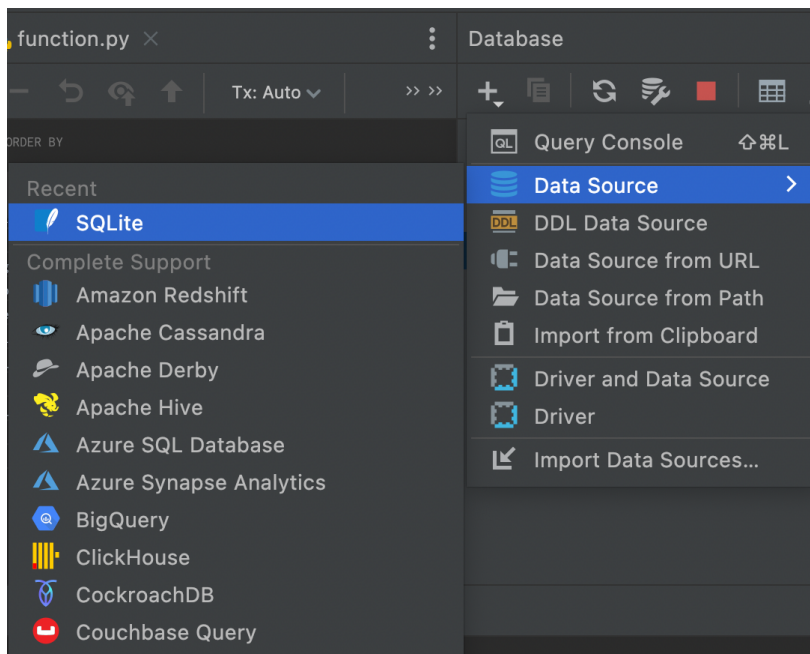 function.py
Database
Tx: Auto
ORDER BY
Query Console ⇧⌘L
Recent
Data Source
SQLite
DDL Data Source
Complete Support
Data Source from URL
Amazon Redshift
Data Source from Path
Apache Cassandra
Import from Clipboard
Apache Derby
Driver and Data Source
Apache Hive
Driver
Azure SQL Database
Import Data Sources...
Azure Synapse Analytics
BigQuery
ClickHouse
CockroachDB
Couchbase Query
QL
DDL